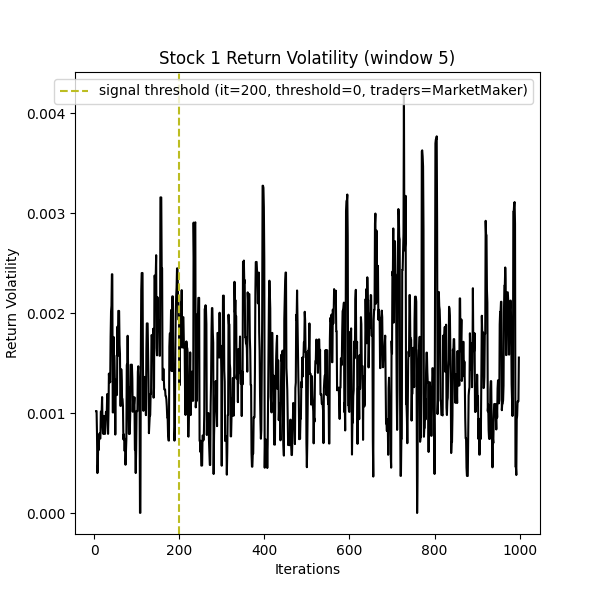 Stock 1 Return Volatility (window 5)
signal threshold (it=200, threshold=0, traders=MarketMaker)
0.004
0.003
0.002
0.001
0.000
Return Volatility
0 200 400 600 800 1000
Iterations